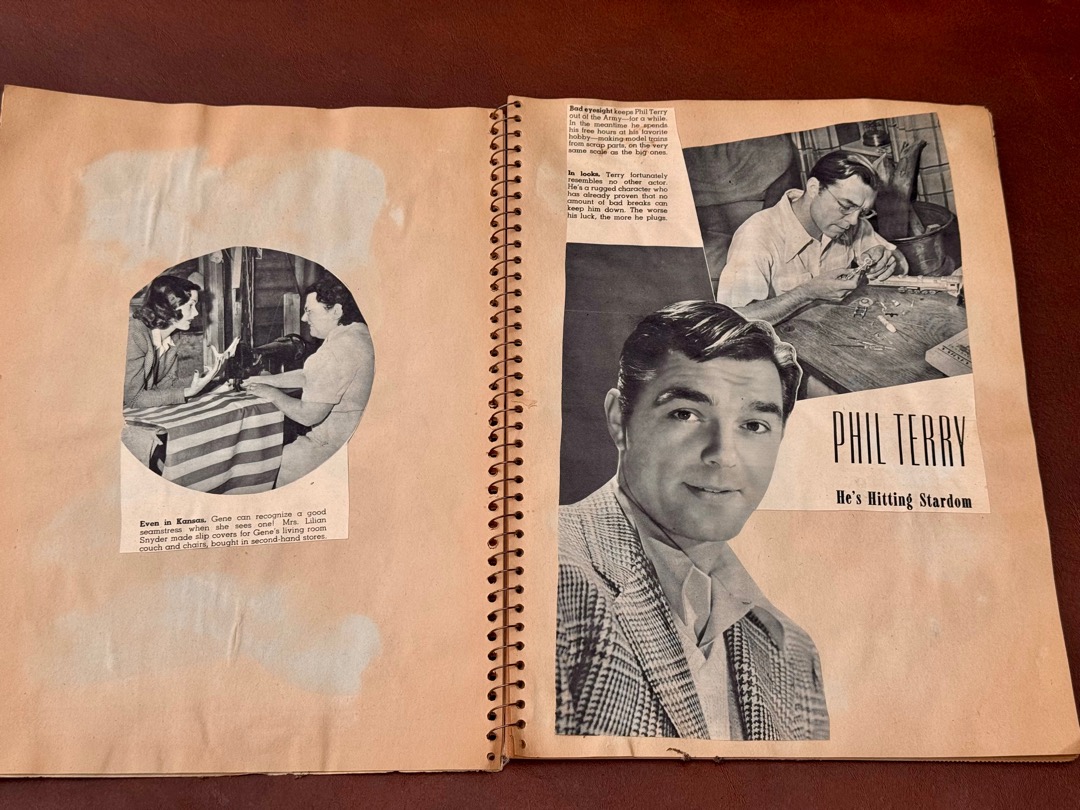 Even in Kansas. Gene can recognize a good
seamstress when she sees one! Mrs. Lilian
Snyder made slip covers for Gene's living room
couch and chairs, bought in second-hand stores.
Bad eyesight keeps Phil Terry
out of the Army—for a while.
In the meantime he spends
his free hours at his favorite
hobby—making model trains
from scrap parts, on the very
same scale as the big ones.
In looks, Terry fortunately
resembles no other actor.
He's a rugged character who
has already proven that no
amount of bad breaks can
keep him down. The worse
his luck, the more he plugs.
PHIL TERRY
He's Hitting Stardom